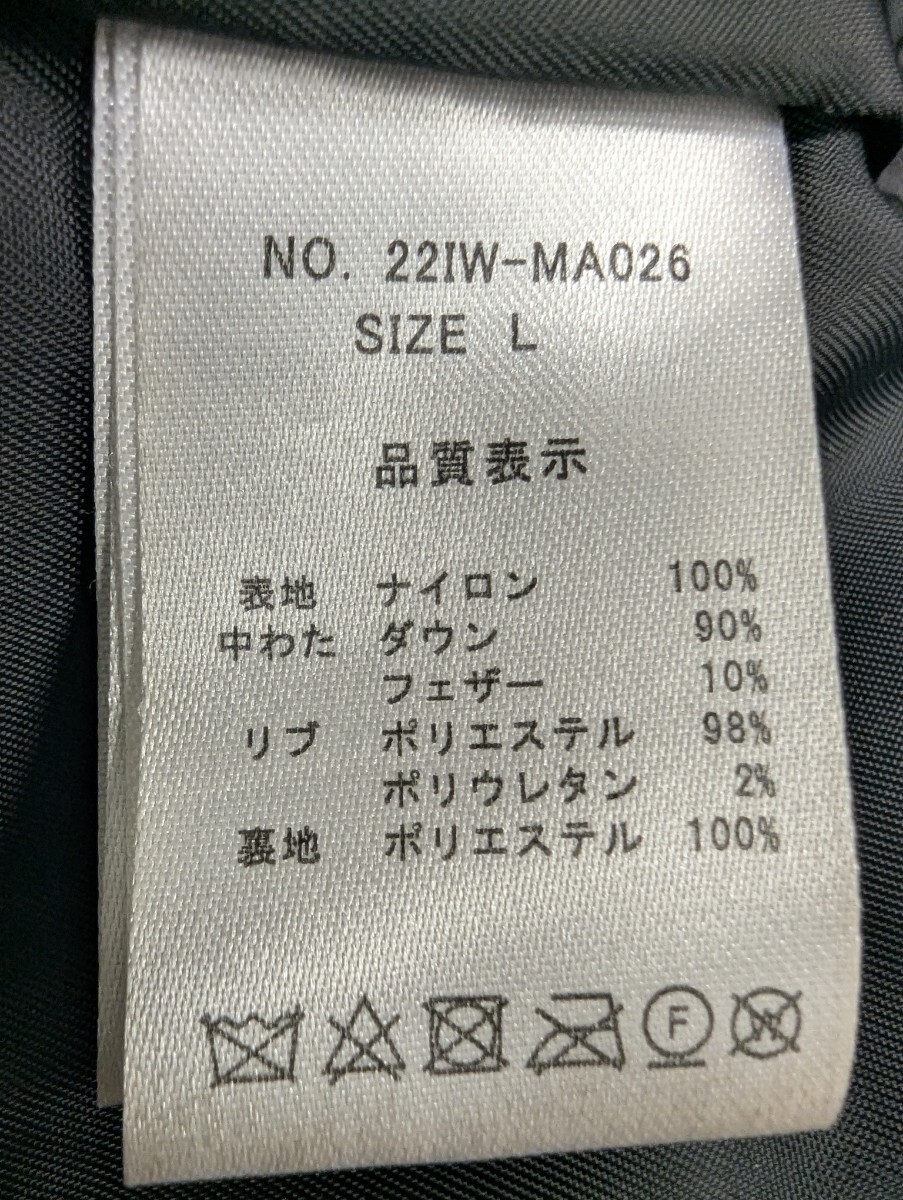 NO. 22IW-MA026
SIZE L
品質表示
表地 ナイロン 100%
中わた ダウン 90%
フェザー 10%
リブ ポリエステル 98%
ポリウレタン 2%
裏地 ポリエステル 100%
F W